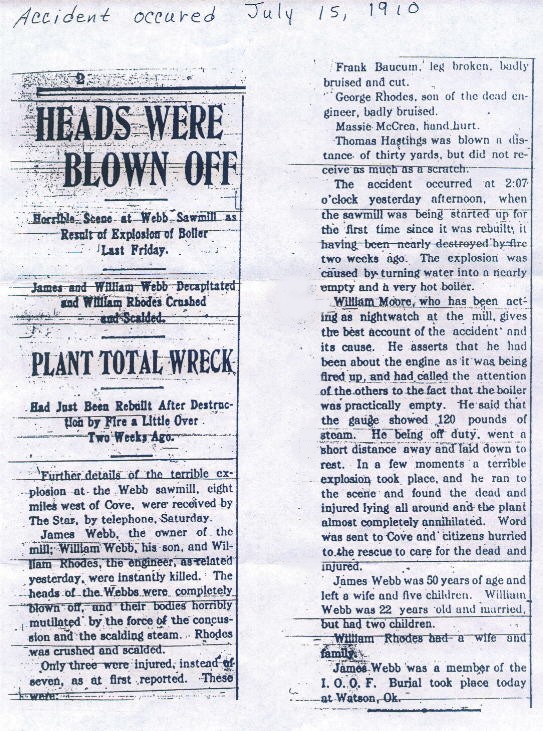 Accident occured July 15, 1910
2
HEADS WERE
BLOWN OFF
Horrible Scene at Webb Sawmill as
Result of Explosion of Boiler
Last Friday.
James and William Webb Decapitated
and William Rhodes Crushed
and Scalded.
PLANT TOTAL WRECK
Had Just Been Rebuilt After Destruc-
tion by Fire a Little Over
Two Weeks Ago.
Further details of the terrible ex-
plosion at the Webb sawmill, eight
miles west of Cove, were received by
The Star, by telephone, Saturday.
James Webb, the owner of the
mill; William Webb, his son, and Wil-
liam Rhodes, the engineer, as related
yesterday, were instantly killed. The
heads of the Webbs were completely
blown off, and their bodies horribly
mutilated by the force of the concus-
sion and the scalding steam. Rhodes
was crushed and scalded.
Only three were injured, instead of
seven, as at first reported. These
were:
Frank Baucum, leg broken, badly
bruised and cut.
George Rhodes, son of the dead en-
gineer, badly bruised.
Massie McCrea, hand hurt.
Thomas Hastings was blown a dis-
tance of thirty yards, but did not re-
ceive as much as a scratch.
The accident occurred at 2:07
o'clock yesterday afternoon, when
the sawmill was being started up for
the first time since it was rebuilt, it
having been nearly destroyed by fire
two weeks ago. The explosion was
caused by turning water into a nearly
empty and a very hot boiler.
William Moore, who has been act-
ing as nightwatch at the mill, gives
the best account of the accident and
its cause. He asserts that he had
been about the engine as it was being
fired up, and had called the attention
of the others to the fact that the boiler
was practically empty. He said that
the gauge showed 120 pounds of
steam. He being off duty, went a
short distance away and laid down to
rest. In a few moments a terrible
explosion took place, and he ran to
the scene and found the dead and
injured lying all around and the plant
almost completely annihilated. Word
was sent to Cove and citizens hurried
to the rescue to care for the dead and
injured.
James Webb was 50 years of age and
left a wife and five children. William
Webb was 22 years old and married,
but had two children.
William Rhodes had a wife and
family.
James Webb was a member of the
I. O. O. F. Burial took place today
at Watson, Ok.